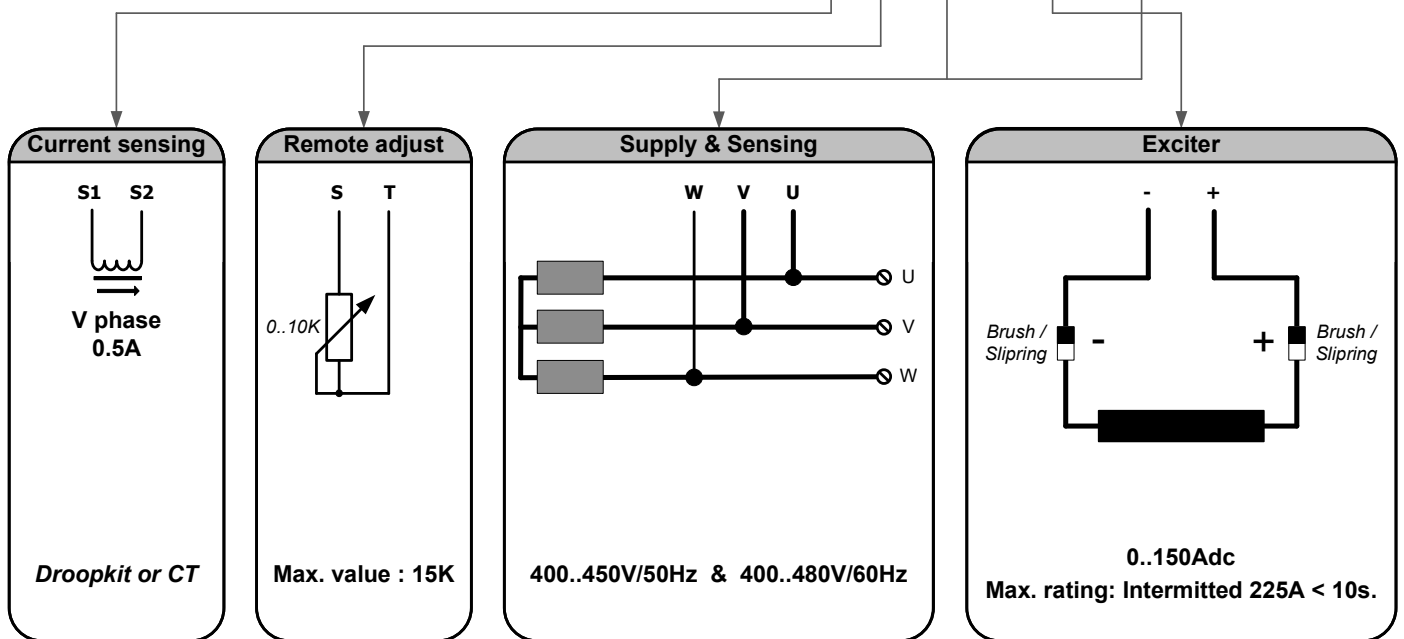 Current sensing
S1 S2
V phase
0.5A
Droopkit or CT
Remote adjust
S T
0..10K
Max. value : 15K
Supply & Sensing
W V U
U
V
W
400..450V/50Hz & 400..480V/60Hz
Exciter
- +
Brush /
Slipring
-
+
Brush /
Slipring
0..150Adc
Max. rating: Intermitted 225A < 10s.